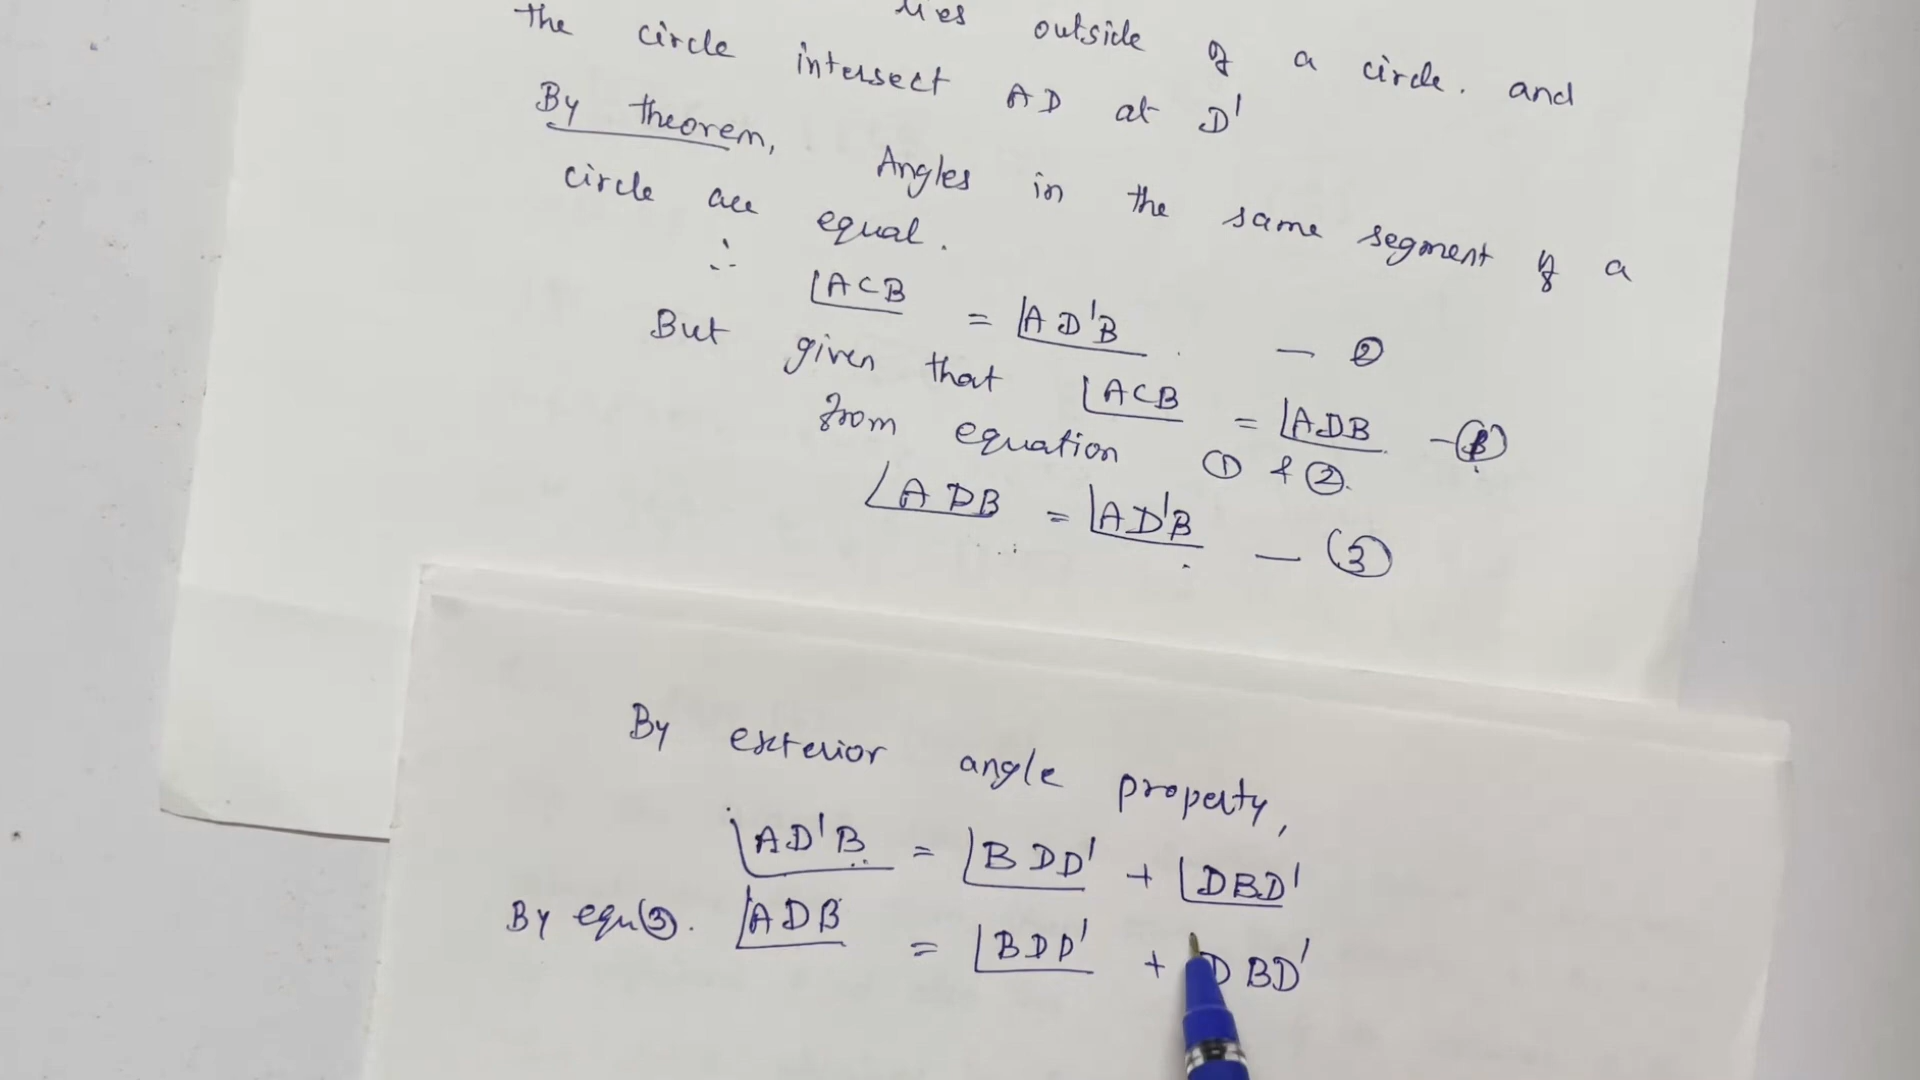 lies outside of a circle. and
the circle intersect AD at D'
By theorem, Angles in the same segment of a
circle are equal.
∴ ∠ACB = ∠AD'B — ②
But given that ∠ACB = ∠ADB — ①
from equation ① & ②.
∠ADB = ∠AD'B — ③
By exterior angle property,
∠AD'B = ∠BDD' + ∠DBD'
By equ③. ∠ADB = ∠BDD' + DBD'